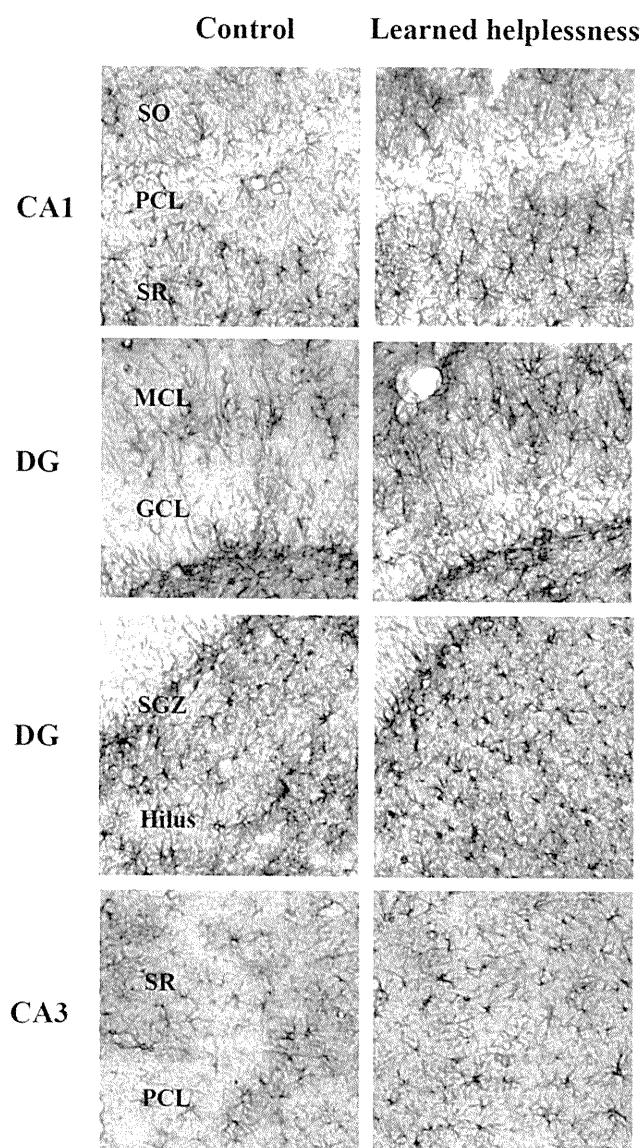 Control Learned helplessness
CA1
SO
PCL
SR
DG
MCL
GCL
DG
SGZ
Hilus
CA3
SR
PCL